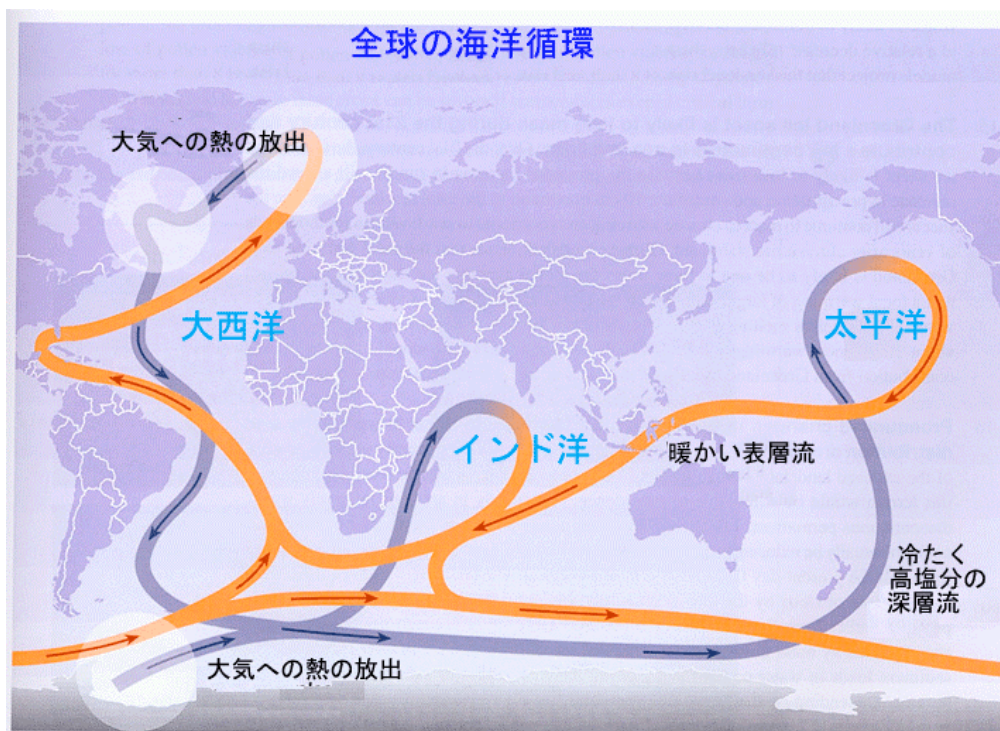 全球の海洋循環
大気への熱の放出
大西洋
太平洋
インド洋
暖かい表層流
冷たく
高塩分の
深層流
大気への熱の放出